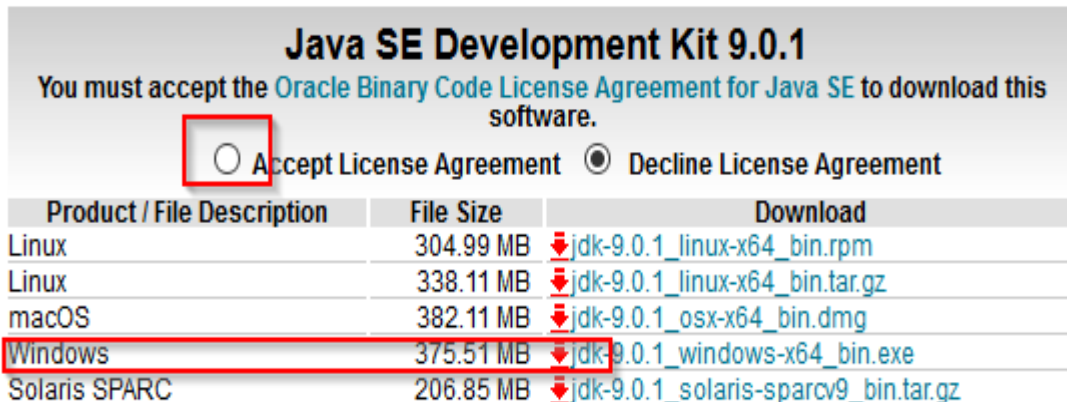 Java SE Development Kit 9.0.1
You must accept the Oracle Binary Code License Agreement for Java SE to download this
software.
Accept License Agreement Decline License Agreement
Product / File Description File Size Download
Linux 304.99 MB jdk-9.0.1_linux-x64_bin.rpm
Linux 338.11 MB jdk-9.0.1_linux-x64_bin.tar.gz
macOS 382.11 MB jdk-9.0.1_osx-x64_bin.dmg
Windows 375.51 MB jdk-9.0.1_windows-x64_bin.exe
Solaris SPARC 206.85 MB jdk-9.0.1_solaris-sparcv9_bin.tar.gz